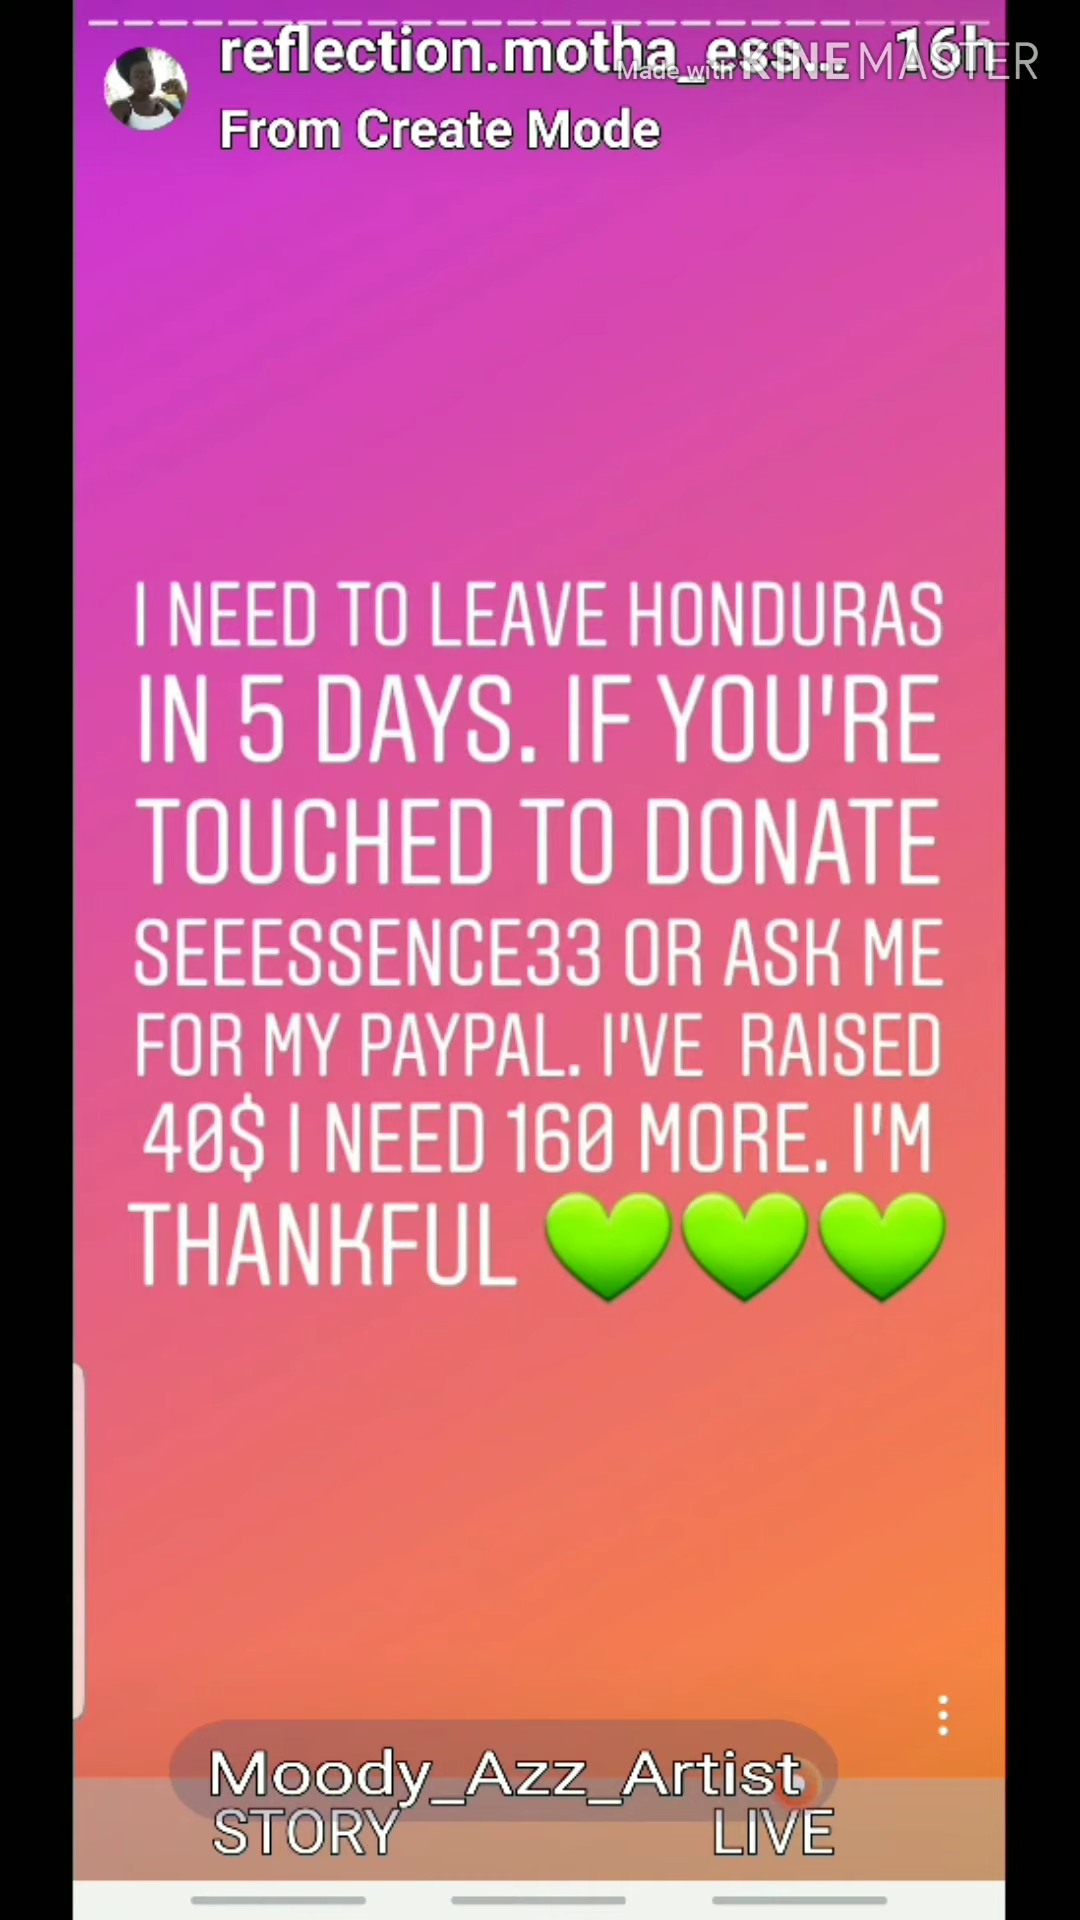 reflection.motha_ess... 16h
Made with KINEMASTER
From Create Mode
I NEED TO LEAVE HONDURAS
IN 5 DAYS. IF YOU'RE
TOUCHED TO DONATE
SEEESSENCE33 OR ASK ME
FOR MY PAYPAL. I'VE RAISED
40$ I NEED 160 MORE. I'M
THANKFUL 💚💚💚
Moody_Azz_Artist
STORY LIVE